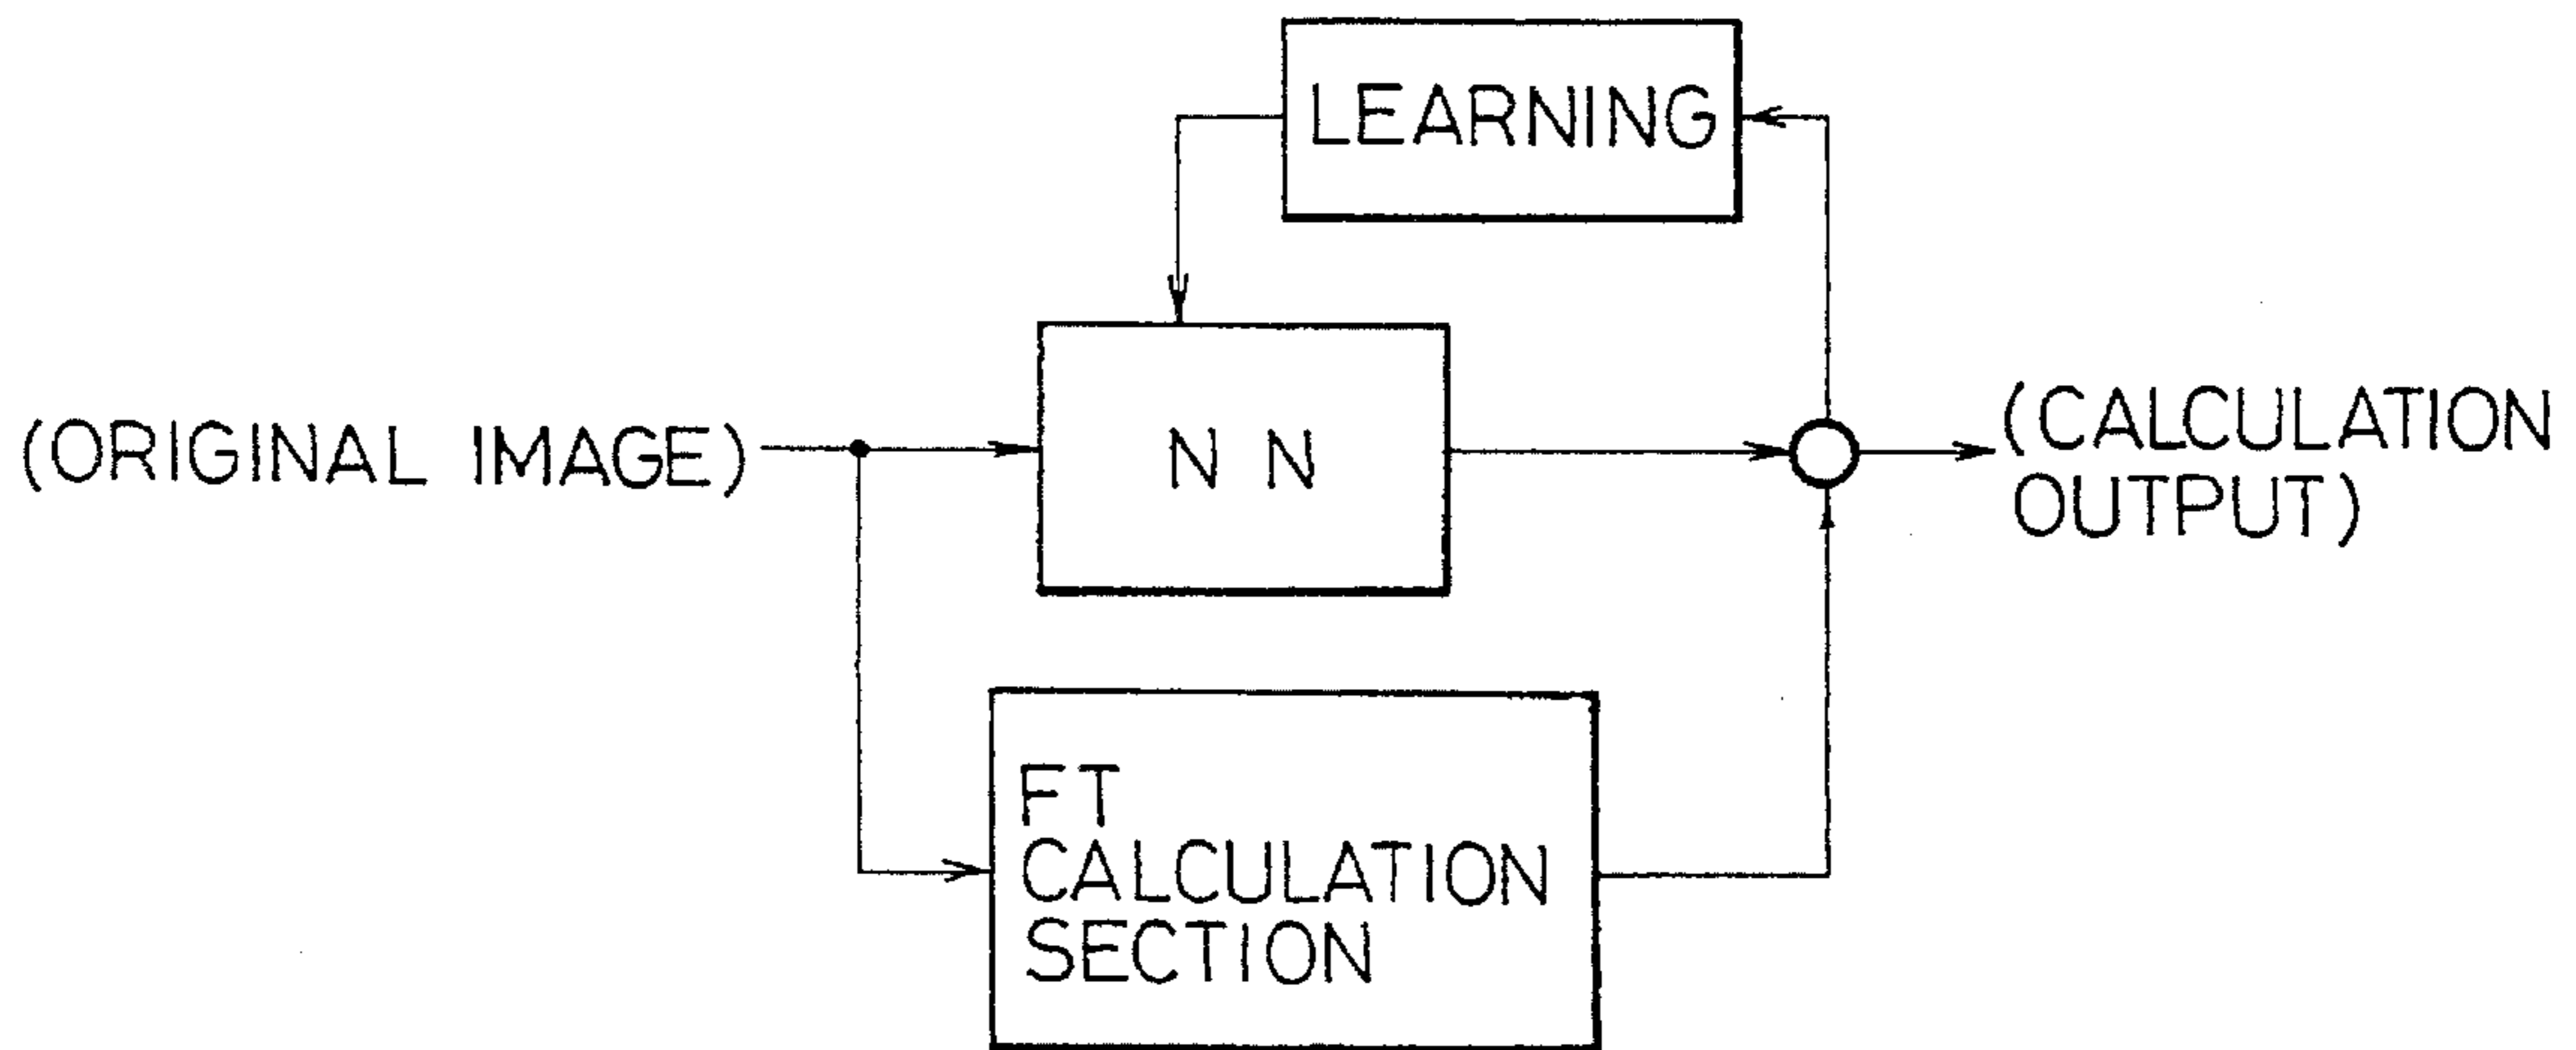 LEARNING
(ORIGINAL IMAGE)
N N
(CALCULATION
OUTPUT)
FT
CALCULATION
SECTION